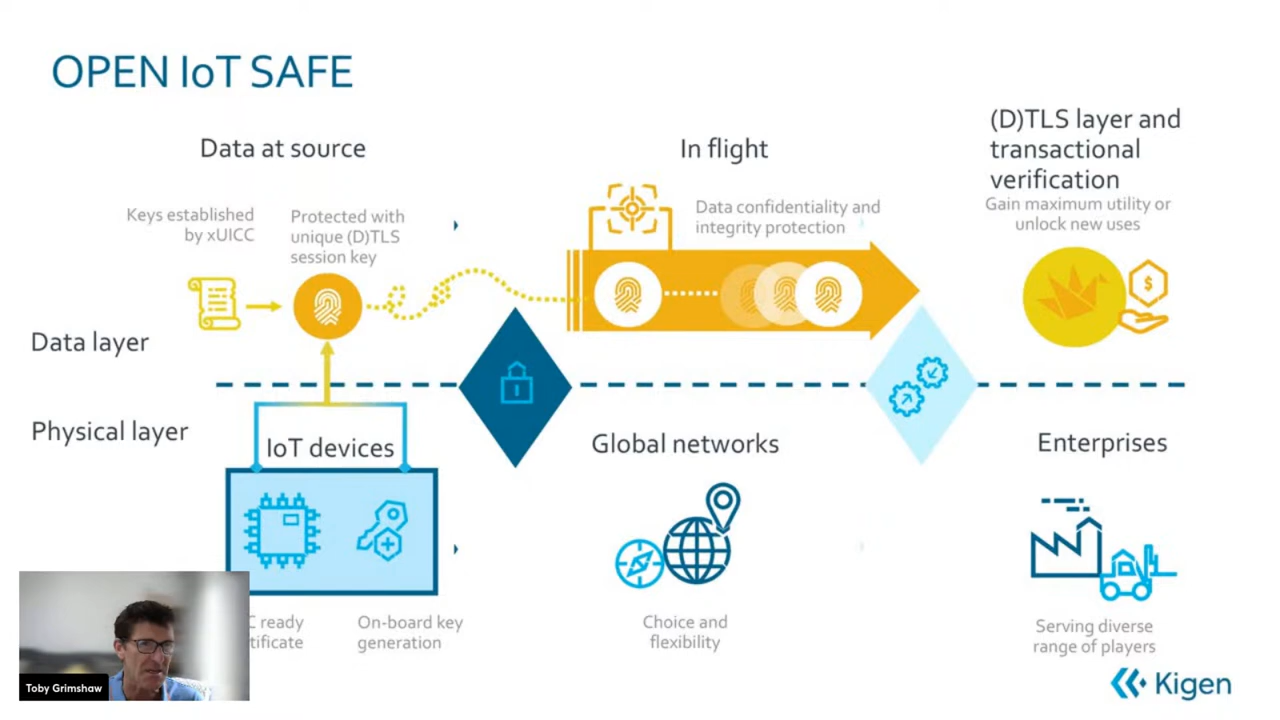 OPEN IoT SAFE
Data at source
Keys established
by xUICC
Protected with
unique (D)TLS
session key
In flight
Data confidentiality and
integrity protection
(D)TLS layer and
transactional
verification
Gain maximum utility or
unlock new uses
$
Data layer
Physical layer
IoT devices
C ready
tificate
On-board key
generation
Global networks
Choice and
flexibility
Enterprises
Serving diverse
range of players
Toby Grimshaw
Kigen